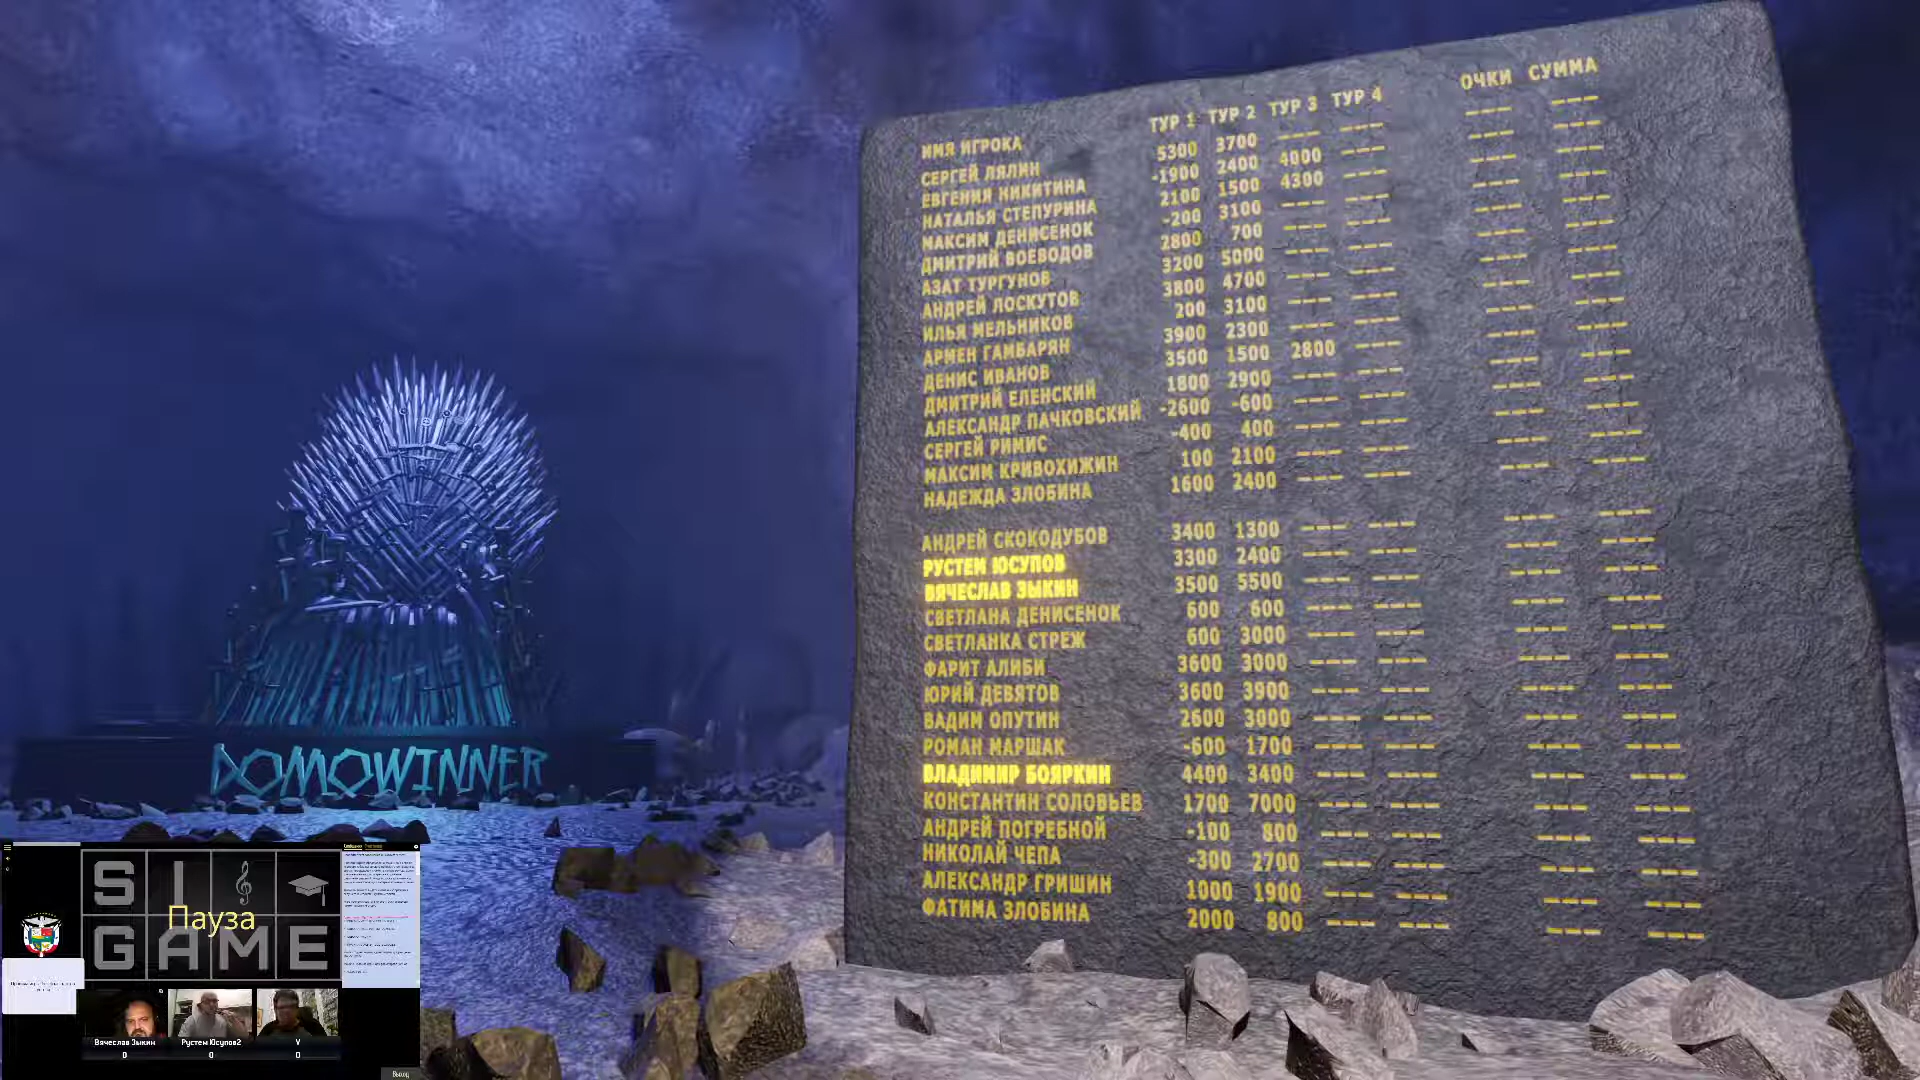 ИМЯ ИГРОКА ТУР 1 ТУР 2 ТУР 3 ТУР 4 ОЧКИ СУММА
СЕРГЕЙ ЛЯЛИН 5300 3700 --- --- --- ---
ЕВГЕНИЯ НИКИТИНА -1900 2400 4000 --- --- ---
НАТАЛЬЯ СТЕПУРИНА 2100 1500 4300 --- --- ---
МАКСИМ ДЕНИСЕНОК -200 3100 --- --- --- ---
ДМИТРИЙ ВОЕВОДОВ 2800 700 --- --- --- ---
АЗАТ ТУРГУНОВ 3200 5000 --- --- --- ---
АНДРЕЙ ЛОСКУТОВ 3800 4700 --- --- --- ---
ИЛЬЯ МЕЛЬНИКОВ 200 3100 --- --- --- ---
АРМЕН ГАМБАРЯН 3900 2300 --- --- --- ---
ДЕНИС ИВАНОВ 3500 1500 2800 --- --- ---
ДМИТРИЙ ЕЛЕНСКИЙ 1800 2900 --- --- --- ---
АЛЕКСАНДР ПАЧКОВСКИЙ -2600 -600 --- --- --- ---
СЕРГЕЙ РИМИС -400 400 --- --- --- ---
МАКСИМ КРИВОХИЖИН 100 2100 --- --- --- ---
НАДЕЖДА ЗЛОБИНА 1600 2400 --- --- --- ---
АНДРЕЙ СКОКОДУБОВ 3400 1300 --- --- --- ---
РУСТЕМ ЮСУПОВ 3300 2400 --- --- --- ---
ВЯЧЕСЛАВ ЗЫКИН 3500 5500 --- --- --- ---
СВЕТЛАНА ДЕНИСЕНОК 600 600 --- --- --- ---
СВЕТЛАНКА СТРЕЖ 600 3000 --- --- --- ---
ФАРИТ АЛИБИ 3600 3000 --- --- --- ---
ЮРИЙ ДЕВЯТОВ 3600 3900 --- --- --- ---
ВАДИМ ОПУТИН 2600 3000 --- --- --- ---
РОМАН МАРШАК -600 1700 --- --- --- ---
ВЛАДИМИР БОЯРКИН 4400 3400 --- --- --- ---
КОНСТАНТИН СОЛОВЬЕВ 1700 7000 --- --- --- ---
АНДРЕЙ ПОГРЕБНОЙ -100 800 --- --- --- ---
НИКОЛАЙ ЧЕПА -300 2700 --- --- --- ---
АЛЕКСАНДР ГРИШИН 1000 1900 --- --- --- ---
ФАТИМА ЗЛОБИНА 2000 800 --- --- --- ---
DOMOWINNER
SI
Пауза
GAME
Вячеслав Зыкин Рустем Юсупов2 V
0 0 0
Выход